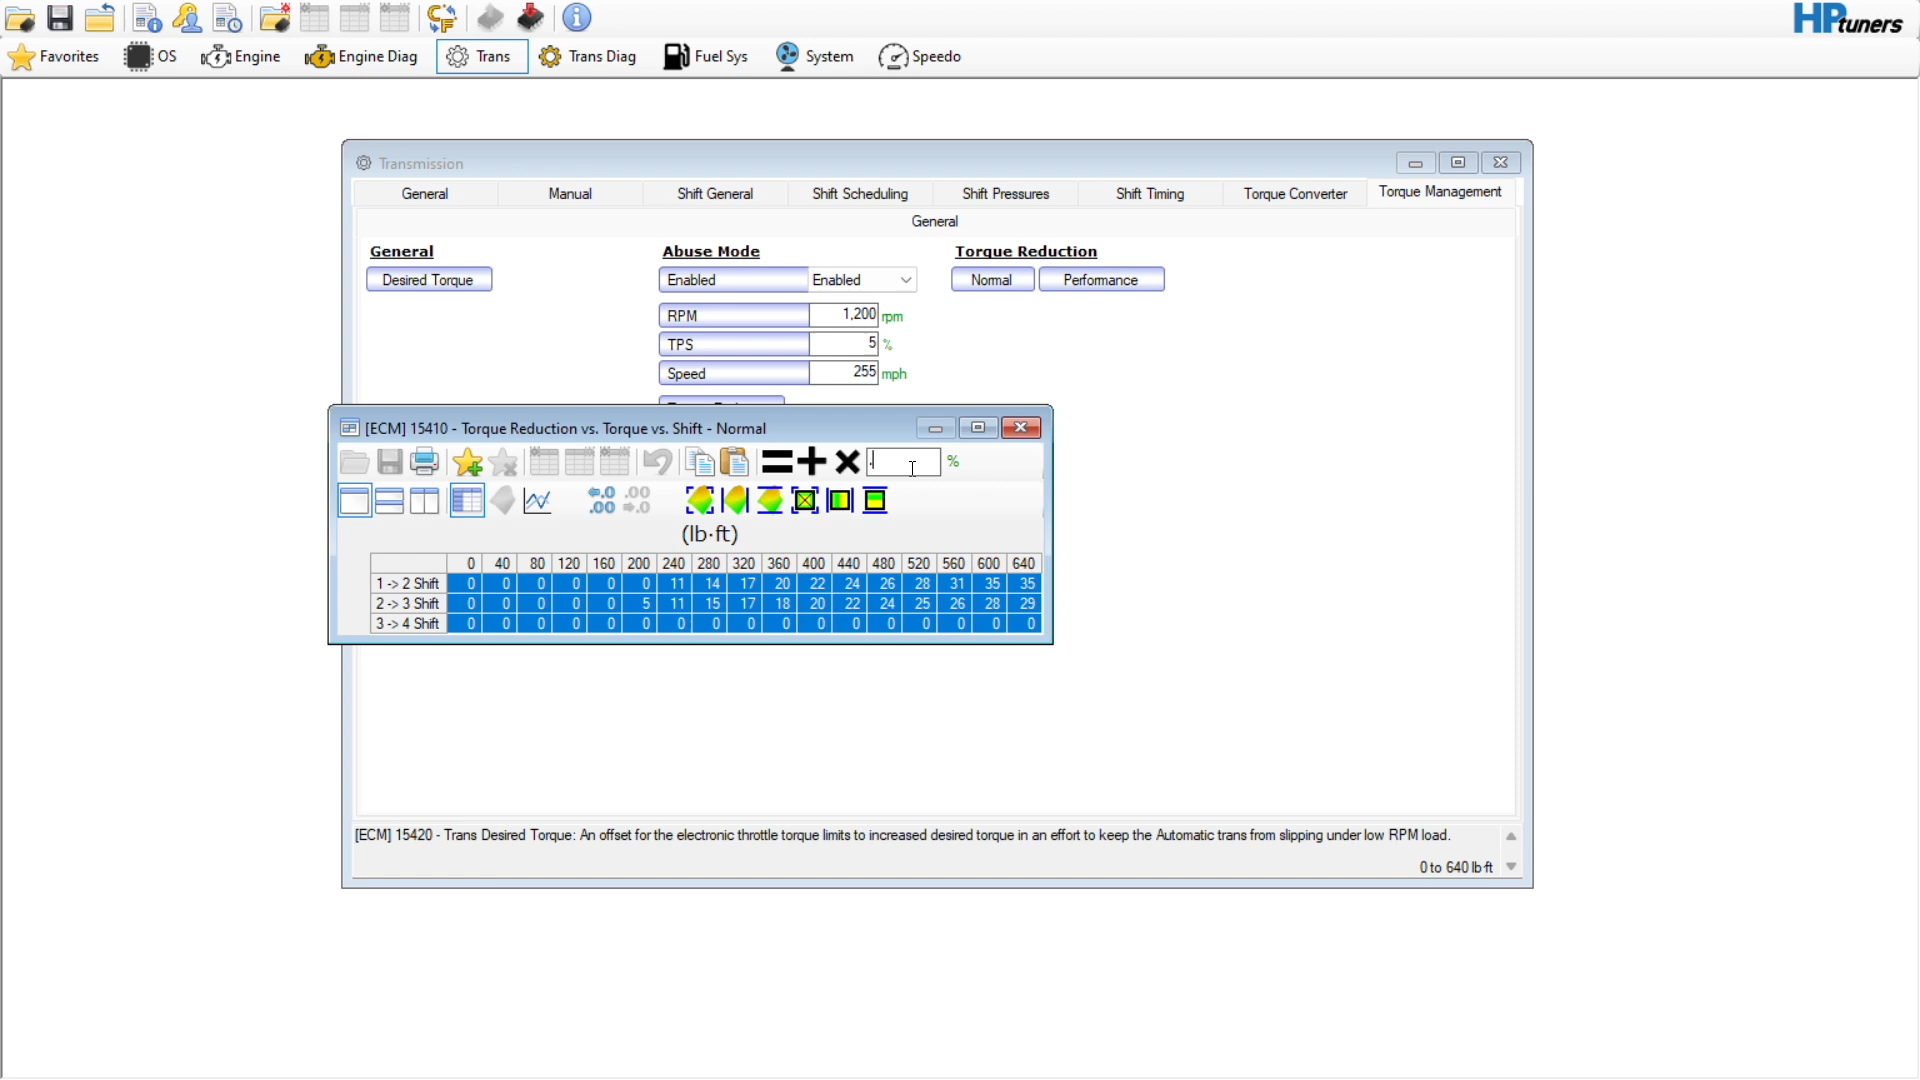 HPtuners
Favorites OS Engine Engine Diag Trans Trans Diag Fuel Sys System Speedo
Transmission
General Manual Shift General Shift Scheduling Shift Pressures Shift Timing Torque Converter Torque Management
General
General Abuse Mode Torque Reduction
Desired Torque Enabled Enabled Normal Performance
RPM 1,200 rpm
TPS 5 %
Speed 255 mph
[ECM] 15410 - Torque Reduction vs. Torque vs. Shift - Normal
. %
(lb·ft)
0 40 80 120 160 200 240 280 320 360 400 440 480 520 560 600 640
1 -> 2 Shift 0 0 0 0 0 0 11 14 17 20 22 24 26 28 31 35 35
2 -> 3 Shift 0 0 0 0 0 5 11 15 17 18 20 22 24 25 26 28 29
3 -> 4 Shift 0 0 0 0 0 0 0 0 0 0 0 0 0 0 0 0 0
[ECM] 15420 - Trans Desired Torque: An offset for the electronic throttle torque limits to increased desired torque in an effort to keep the Automatic trans from slipping under low RPM load.
0 to 640 lb·ft